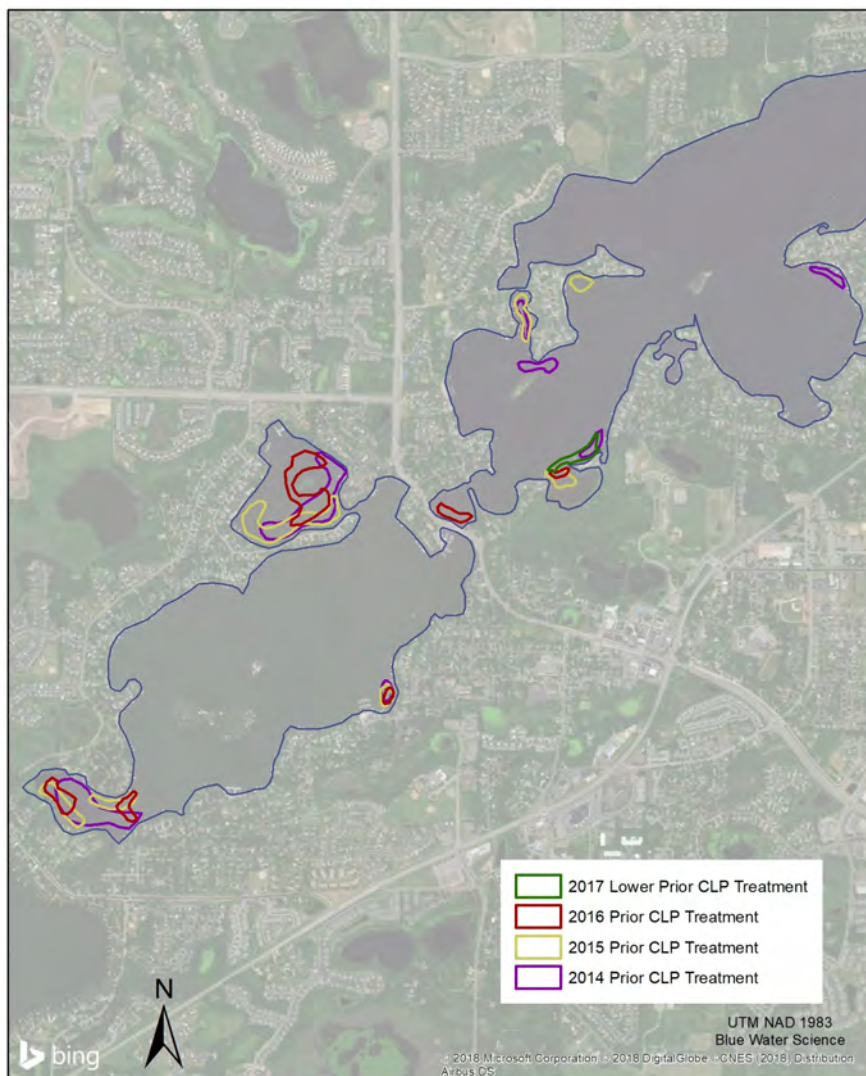 2017 Lower Prior CLP Treatment
2016 Prior CLP Treatment
2015 Prior CLP Treatment
2014 Prior CLP Treatment
N
UTM NAD 1983
Blue Water Science
bing
2018 Microsoft Corporation © 2018 DigitalGlobe © CNES (2018) Distribution
Airbus DS